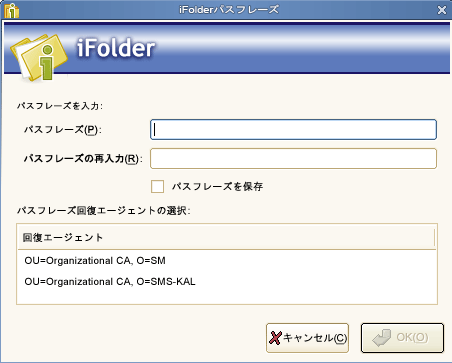 iFolderパスフレーズ
iFolder
パスフレーズを入力:
パスフレーズ(P):
パスフレーズの再入力(R):
パスフレーズを保存
パスフレーズ回復エージェントの選択:
回復エージェント
OU=Organizational CA, O=SM
OU=Organizational CA, O=SMS-KAL
キャンセル(C)
OK(O)